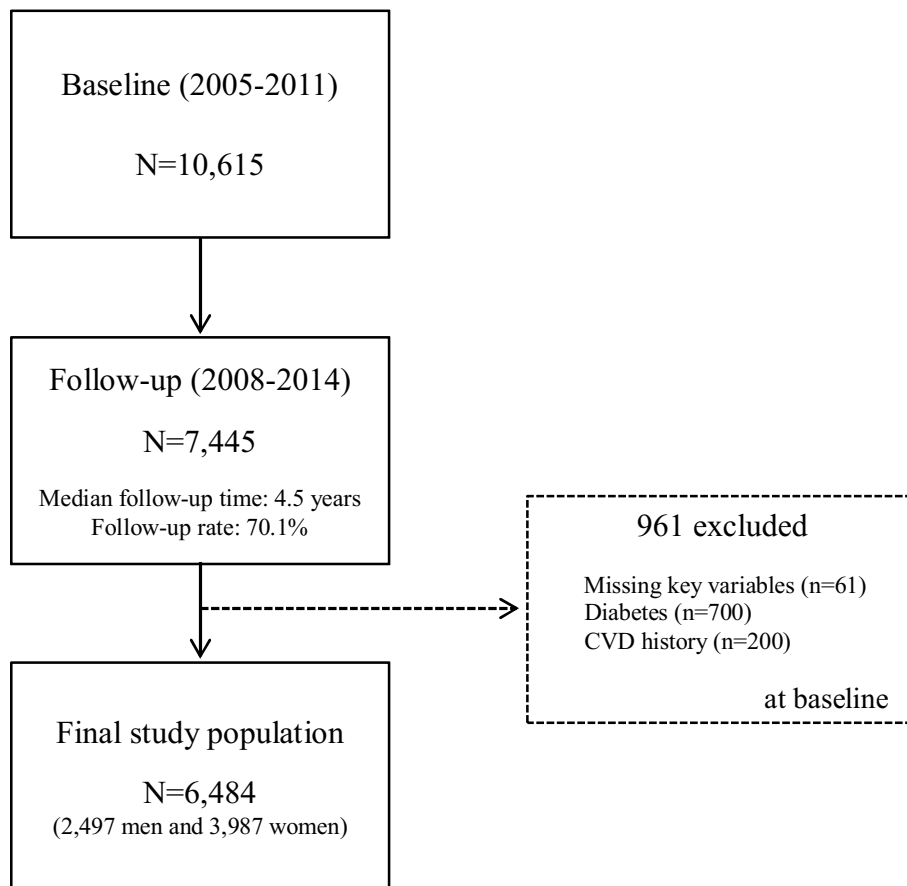 Baseline (2005-2011)
N=10,615
Follow-up (2008-2014)
N=7,445
Median follow-up time: 4.5 years
Follow-up rate: 70.1%
961 excluded
Missing key variables (n=61)
Diabetes (n=700)
CVD history (n=200)
at baseline
Final study population
N=6,484
(2,497 men and 3,987 women)